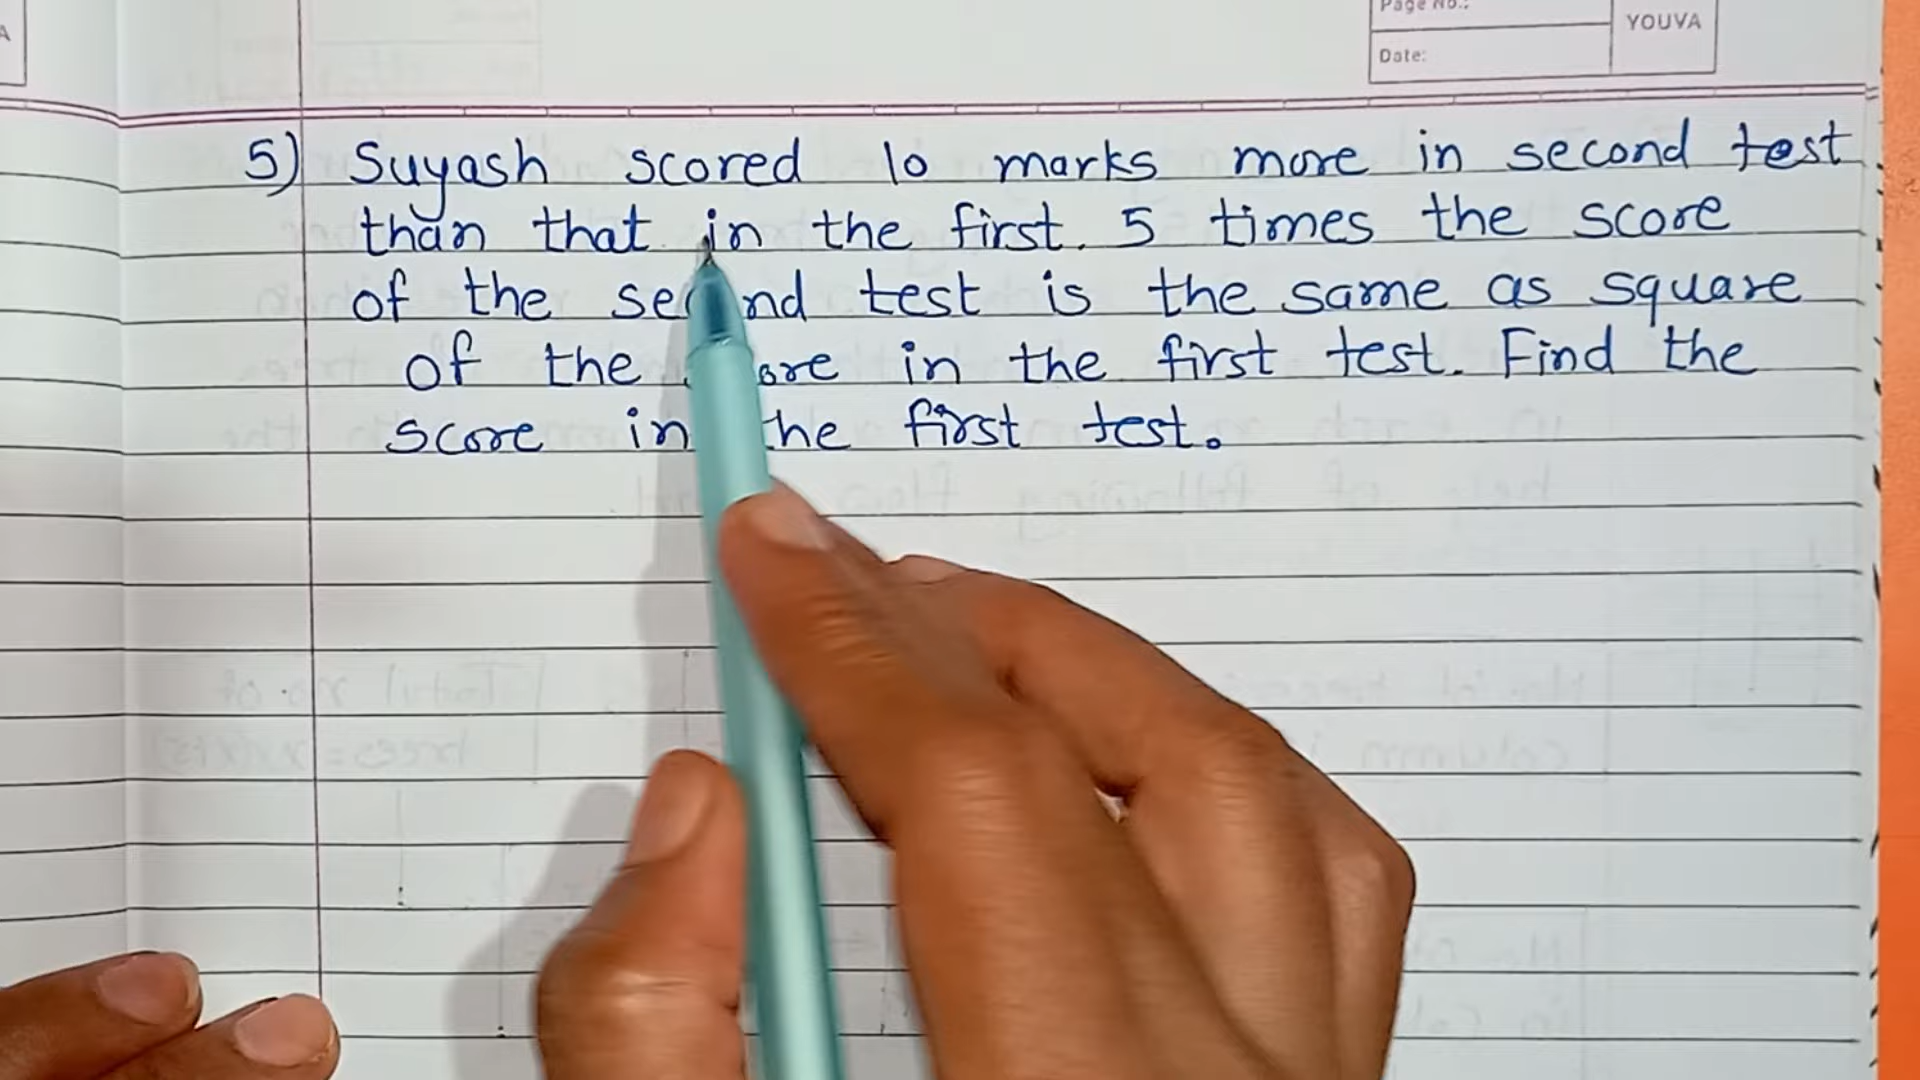 Page No.:
Date:
YOUVA
A
5) Suyash scored 10 marks more in second test
than that in the first. 5 times the score
of the second test is the same as square
of the score in the first test. Find the
score in the first test.